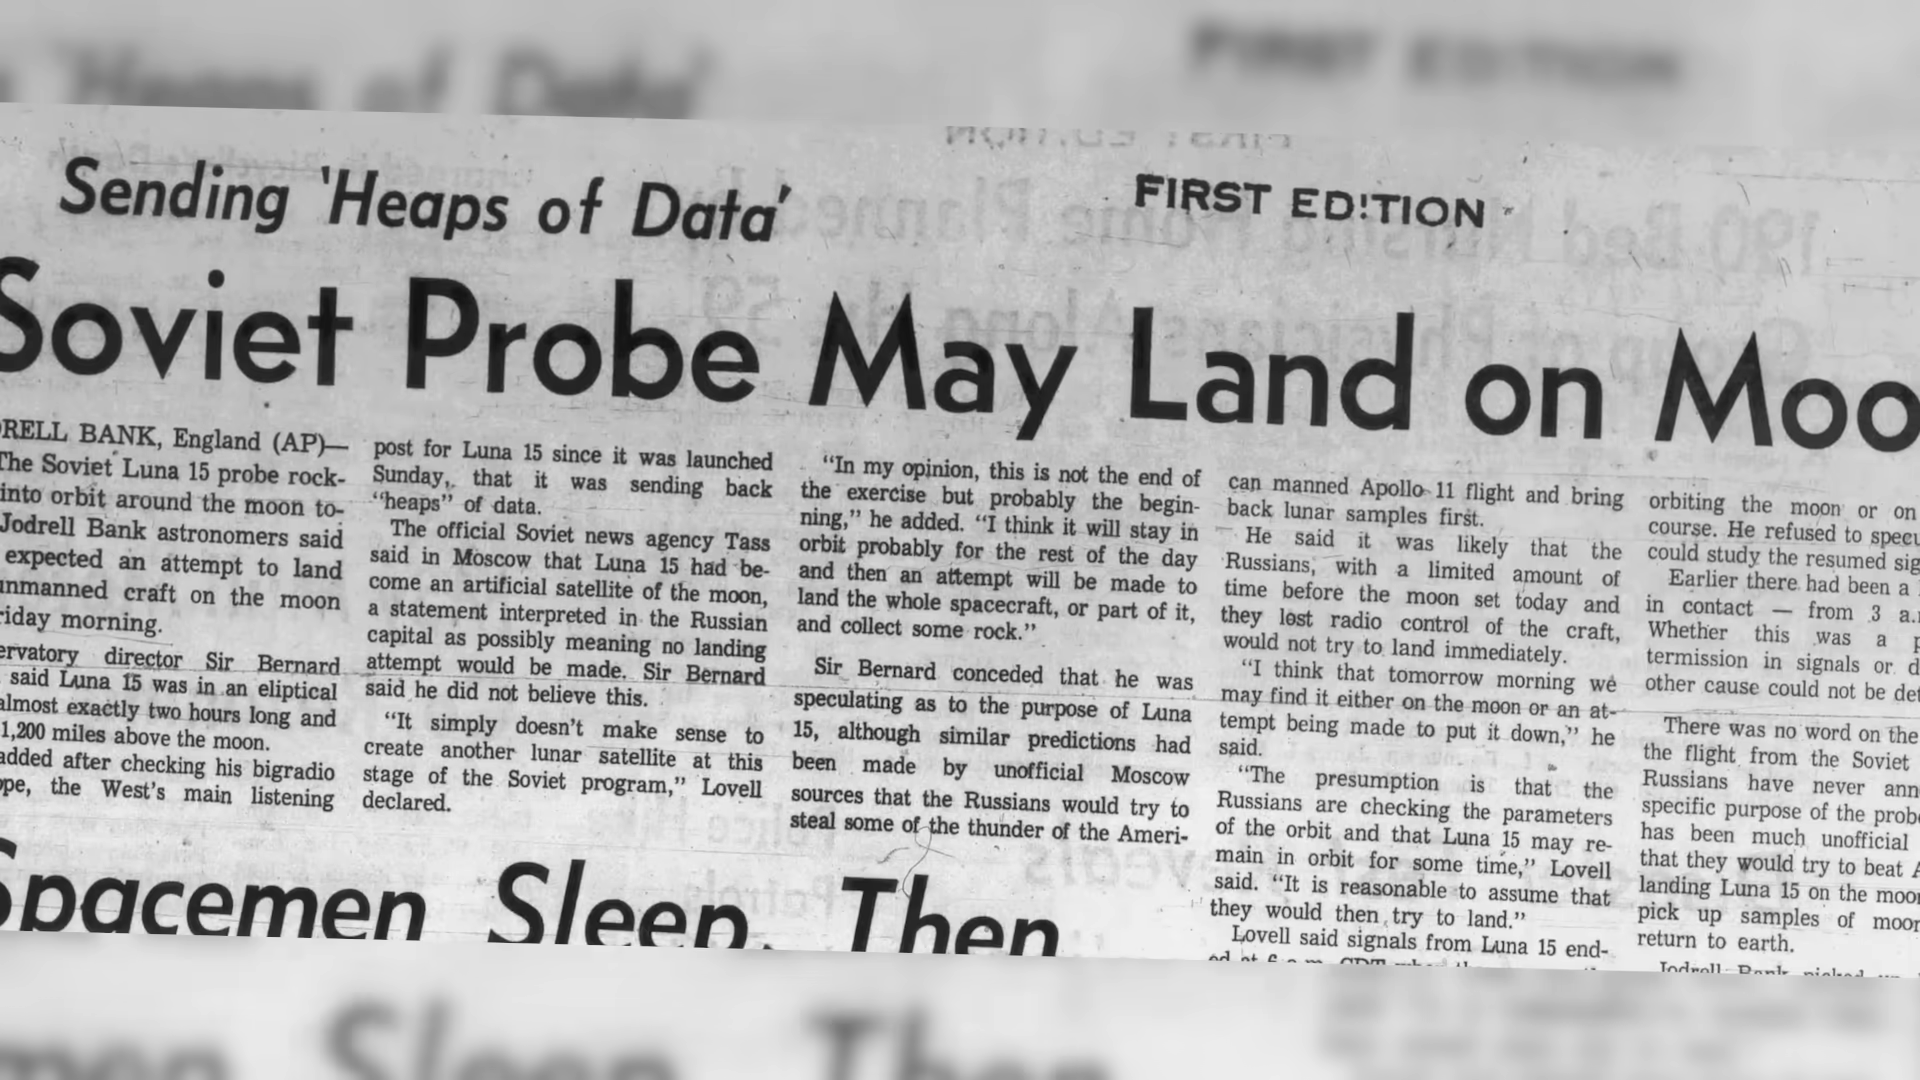 Sending 'Heaps of Data'
FIRST EDITION
Soviet Probe May Land on Moo
RELL BANK, England (AP)—
The Soviet Luna 15 probe rock-
into orbit around the moon to-
Jodrell Bank astronomers said
expected an attempt to land
unmanned craft on the moon
riday morning.
ervatory director Sir Bernard
said Luna 15 was in an eliptical
almost exactly two hours long and
1,200 miles above the moon.
added after checking his bigradio
ope, the West's main listening
post for Luna 15 since it was launched
Sunday, that it was sending back
"heaps" of data.
The official Soviet news agency Tass
said in Moscow that Luna 15 had be-
come an artificial satellite of the moon,
a statement interpreted in the Russian
capital as possibly meaning no landing
attempt would be made. Sir Bernard
said he did not believe this.
"It simply doesn't make sense to
create another lunar satellite at this
stage of the Soviet program," Lovell
declared.
"In my opinion, this is not the end of
the exercise but probably the begin-
ning," he added. "I think it will stay in
orbit probably for the rest of the day
and then an attempt will be made to
land the whole spacecraft, or part of it,
and collect some rock."
Sir Bernard conceded that he was
speculating as to the purpose of Luna
15, although similar predictions had
been made by unofficial Moscow
sources that the Russians would try to
steal some of the thunder of the Ameri-
can manned Apollo 11 flight and bring
back lunar samples first.
He said it was likely that the
Russians, with a limited amount of
time before the moon set today and
they lost radio control of the craft,
would not try to land immediately.
"I think that tomorrow morning we
may find it either on the moon or an at-
tempt being made to put it down," he
said.
"The presumption is that the
Russians are checking the parameters
of the orbit and that Luna 15 may re-
main in orbit for some time," Lovell
said. "It is reasonable to assume that
they would then try to land."
Lovell said signals from Luna 15 end-
ed at 6 a.m. CDT
orbiting the moon or on
course. He refused to specu
could study the resumed sig
Earlier there had been a
in contact — from 3 a.
Whether this was a p
termission in signals or d
other cause could not be det
There was no word on the
the flight from the Soviet
Russians have never ann
specific purpose of the probe
has been much unofficial
that they would try to beat A
landing Luna 15 on the moon
pick up samples of moon
return to earth.
Jodrell Bank picked
Spacemen Sleep, Then